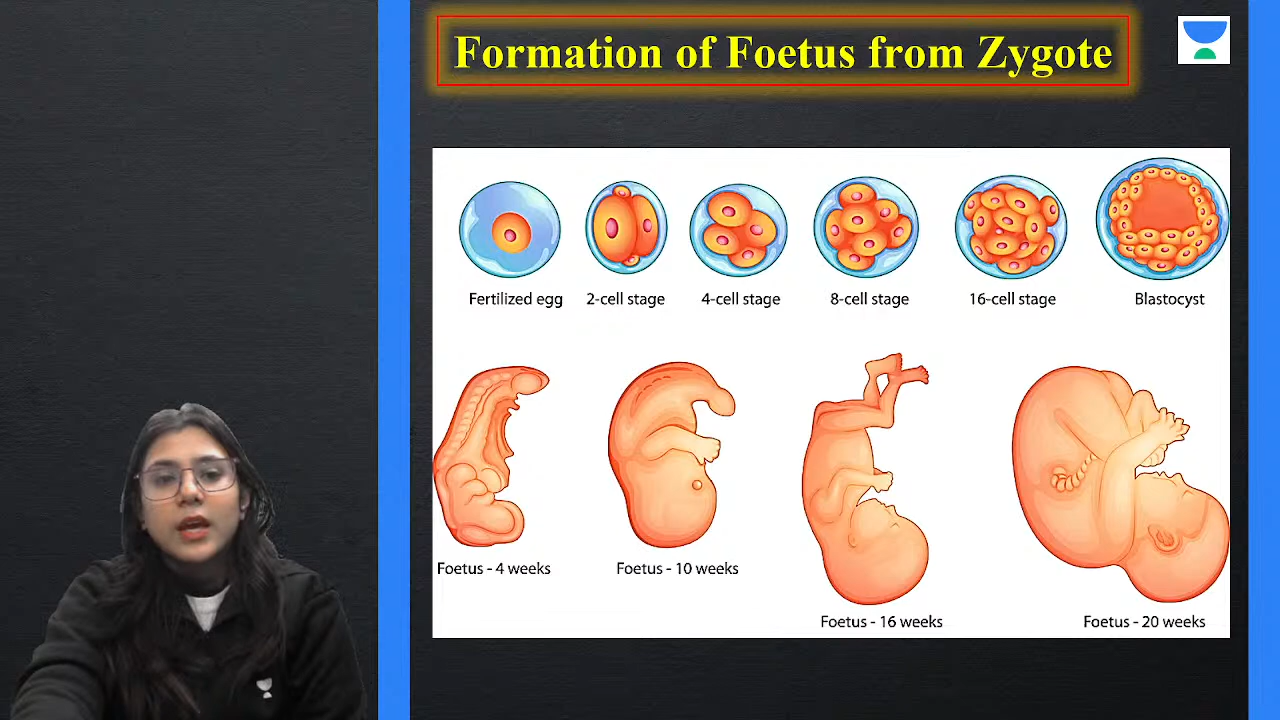 Formation of Foetus from Zygote
Fertilized egg
2-cell stage
4-cell stage
8-cell stage
16-cell stage
Blastocyst
Foetus - 4 weeks
Foetus - 10 weeks
Foetus - 16 weeks
Foetus - 20 weeks